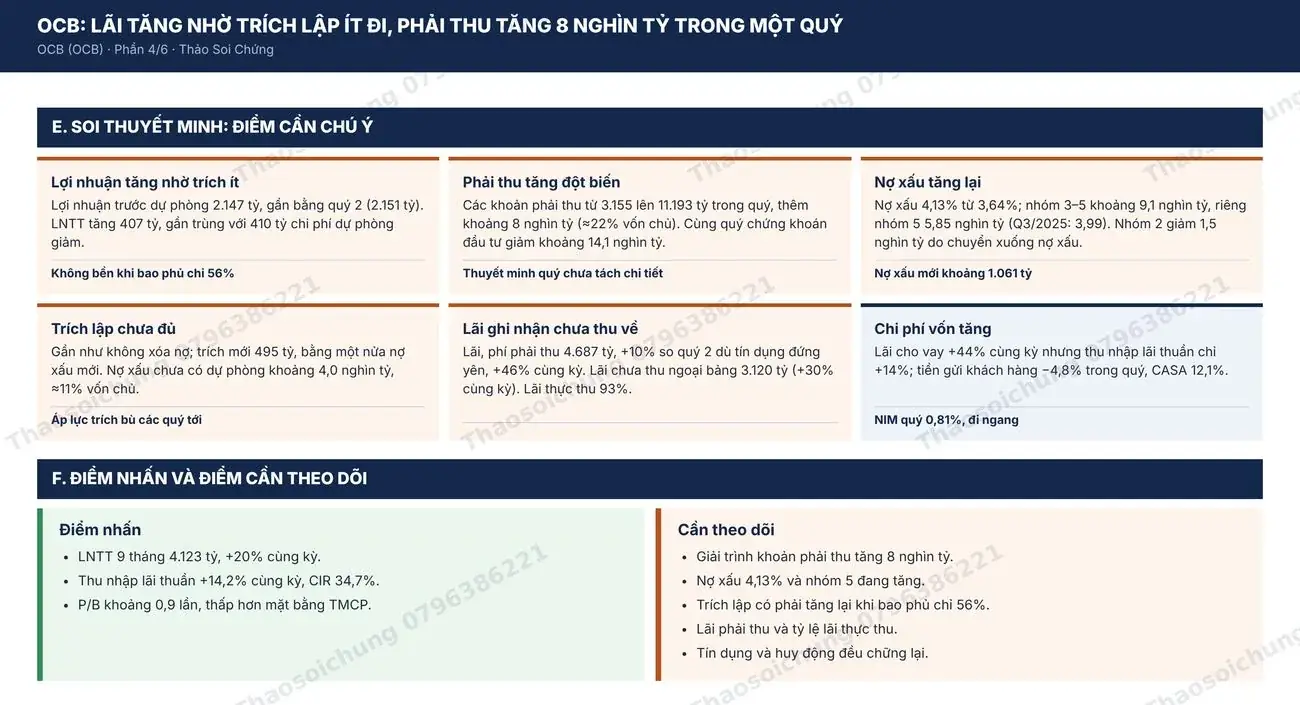 OCB: LÃI TĂNG NHỜ TRÍCH LẬP ÍT ĐI, PHẢI THU TĂNG 8 NGHÌN TỶ TRONG MỘT QUÝ
OCB (OCB) · Phần 4/6 · Thảo Soi Chứng
E. SOI THUYẾT MINH: ĐIỂM CẦN CHÚ Ý
Lợi nhuận tăng nhờ trích ít
Lợi nhuận trước dự phòng 2.147 tỷ, gần bằng quý 2 (2.151 tỷ).
LNTT tăng 407 tỷ, gần trùng với 410 tỷ chi phí dự phòng
giảm.
Không bền khi bao phủ chỉ 56%
Phải thu tăng đột biến
Các khoản phải thu từ 3.155 lên 11.193 tỷ trong quý, thêm
khoảng 8 nghìn tỷ (≈22% vốn chủ). Cùng quý chứng khoán
đầu tư giảm khoảng 14,1 nghìn tỷ.
Thuyết minh quý chưa tách chi tiết
Nợ xấu tăng lại
Nợ xấu 4,13% từ 3,64%; nhóm 3–5 khoảng 9,1 nghìn tỷ, riêng
nhóm 5 5,85 nghìn tỷ (Q3/2025: 3,99). Nhóm 2 giảm 1,5
nghìn tỷ do chuyển xuống nợ xấu.
Nợ xấu mới khoảng 1.061 tỷ
Trích lập chưa đủ
Gần như không xóa nợ; trích mới 495 tỷ, bằng một nửa nợ
xấu mới. Nợ xấu chưa có dự phòng khoảng 4,0 nghìn tỷ,
≈11% vốn chủ.
Áp lực trích bù các quý tới
Lãi ghi nhận chưa thu về
Lãi, phí phải thu 4.687 tỷ, +10% so quý 2 dù tín dụng đứng
yên, +46% cùng kỳ. Lãi chưa thu ngoại bảng 3.120 tỷ (+30%
cùng kỳ). Lãi thực thu 93%.
Chi phí vốn tăng
Lãi cho vay +44% cùng kỳ nhưng thu nhập lãi thuần chỉ
+14%; tiền gửi khách hàng −4,8% trong quý, CASA 12,1%.
NIM quý 0,81%, đi ngang
F. ĐIỂM NHẤN VÀ ĐIỂM CẦN THEO DÕI
Điểm nhấn
• LNTT 9 tháng 4.123 tỷ, +20% cùng kỳ.
• Thu nhập lãi thuần +14,2% cùng kỳ, CIR 34,7%.
• P/B khoảng 0,9 lần, thấp hơn mặt bằng TMCP.
Cần theo dõi
• Giải trình khoản phải thu tăng 8 nghìn tỷ.
• Nợ xấu 4,13% và nhóm 5 đang tăng.
• Trích lập có phải tăng lại khi bao phủ chỉ 56%.
• Lãi phải thu và tỷ lệ lãi thực thu.
• Tín dụng và huy động đều chững lại.
Thaosoichung 0796386221